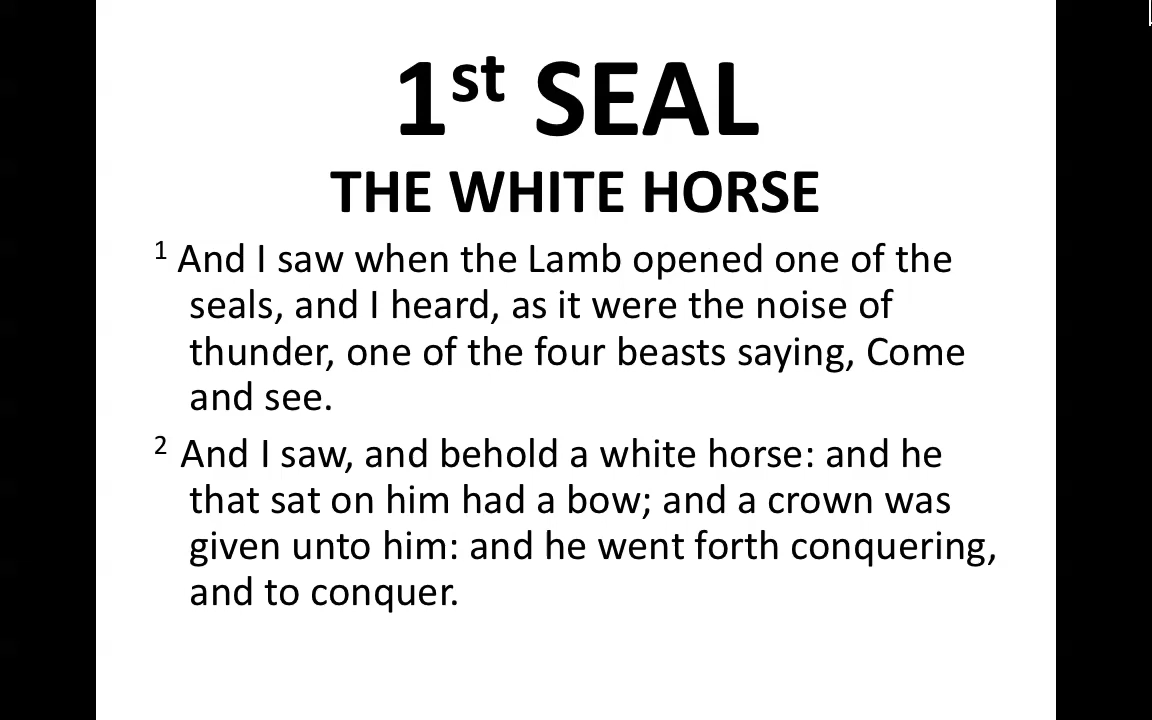 1st SEAL
THE WHITE HORSE
1 And I saw when the Lamb opened one of the
seals, and I heard, as it were the noise of
thunder, one of the four beasts saying, Come
and see.
2 And I saw, and behold a white horse: and he
that sat on him had a bow; and a crown was
given unto him: and he went forth conquering,
and to conquer.